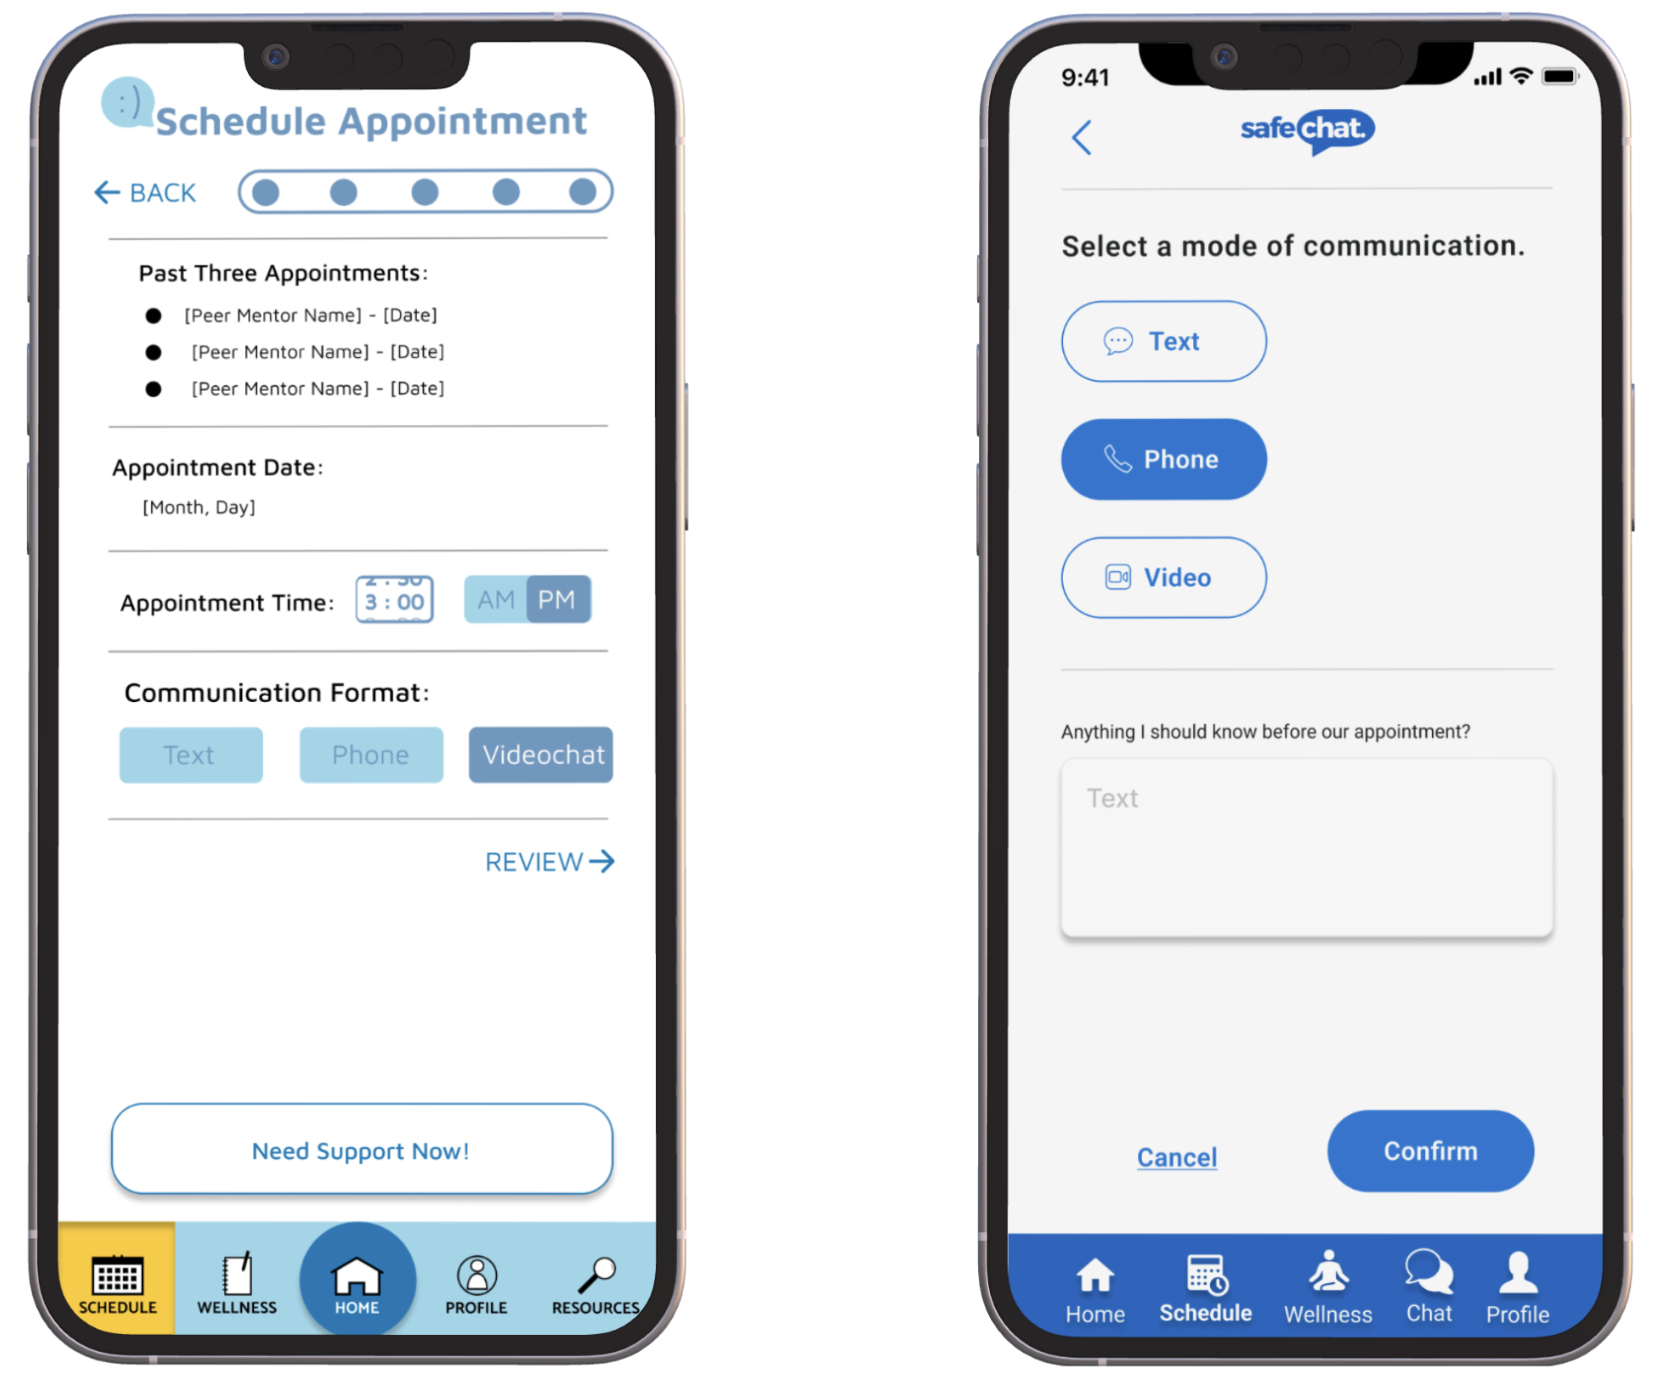 :)
Schedule Appointment
← BACK
Past Three Appointments:
● [Peer Mentor Name] - [Date]
● [Peer Mentor Name] - [Date]
● [Peer Mentor Name] - [Date]
Appointment Date:
[Month, Day]
Appointment Time:
3 : 00
AM PM
Communication Format:
Text Phone Videochat
REVIEW →
Need Support Now!
SCHEDULE WELLNESS HOME PROFILE RESOURCES
9:41
safechat.
Select a mode of communication.
Text
Phone
Video
Anything I should know before our appointment?
Text
Cancel Confirm
Home Schedule Wellness Chat Profile